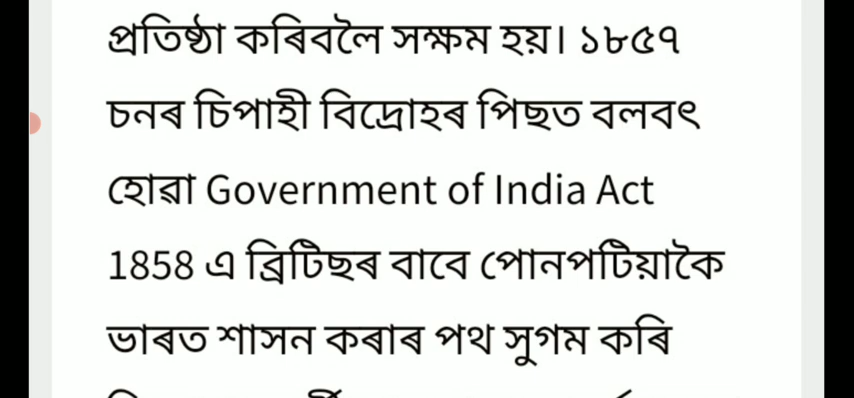 প্ৰতিষ্ঠা কৰিবলৈ সক্ষম হয়। ১৮৫৭
চনৰ চিপাহী বিদ্ৰোহৰ পিছত বলবৎ
হোৱা Government of India Act
1858 এ ব্ৰিটিছৰ বাবে পোনপটিয়াকৈ
ভাৰত শাসন কৰাৰ পথ সুগম কৰি